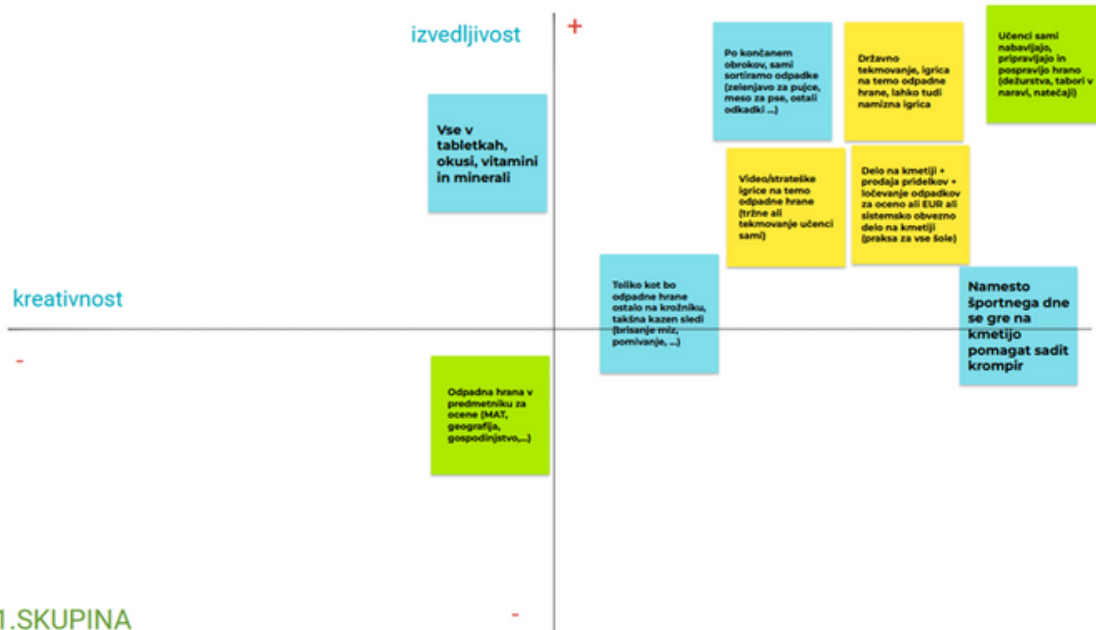 izvedljivost
+
Po končanem
obrokov, sami
sortiramo odpadke
(zelenjavo za pujce,
meso za pse, ostali
odkadki ...)
Državno
tekmovanje, igrica
na temo odpadne
hrane, lahko tudi
namizna igrica
Učenci sami
nabavljajo,
pripravljajo in
pospravijo hrano
(dežurstva, tabori v
naravi, natečaji)
Vse v
tabletkah,
okusi, vitamini
in minerali
Video/strateške
igrice na temo
odpadne hrane
(tržne ali
tekmovanje učenci
sami)
Delo na kmetiji +
prodaja pridelkov +
ločevanje odpadkov
za oceno ali EUR ali
sistemsko obvezno
delo na kmetiji
(praksa za vse šole)
kreativnost
Toliko kot bo
odpadne hrane
ostalo na krožniku,
takšna kazen sledi
(brisanje miz,
pomivanje, ...)
Namesto
športnega dne
se gre na
kmetijo
pomagat sadit
krompir
-
Odpadna hrana v
predmetniku za
ocene (MAT,
geografija,
gospodinjstvo,...)
1.SKUPINA
-